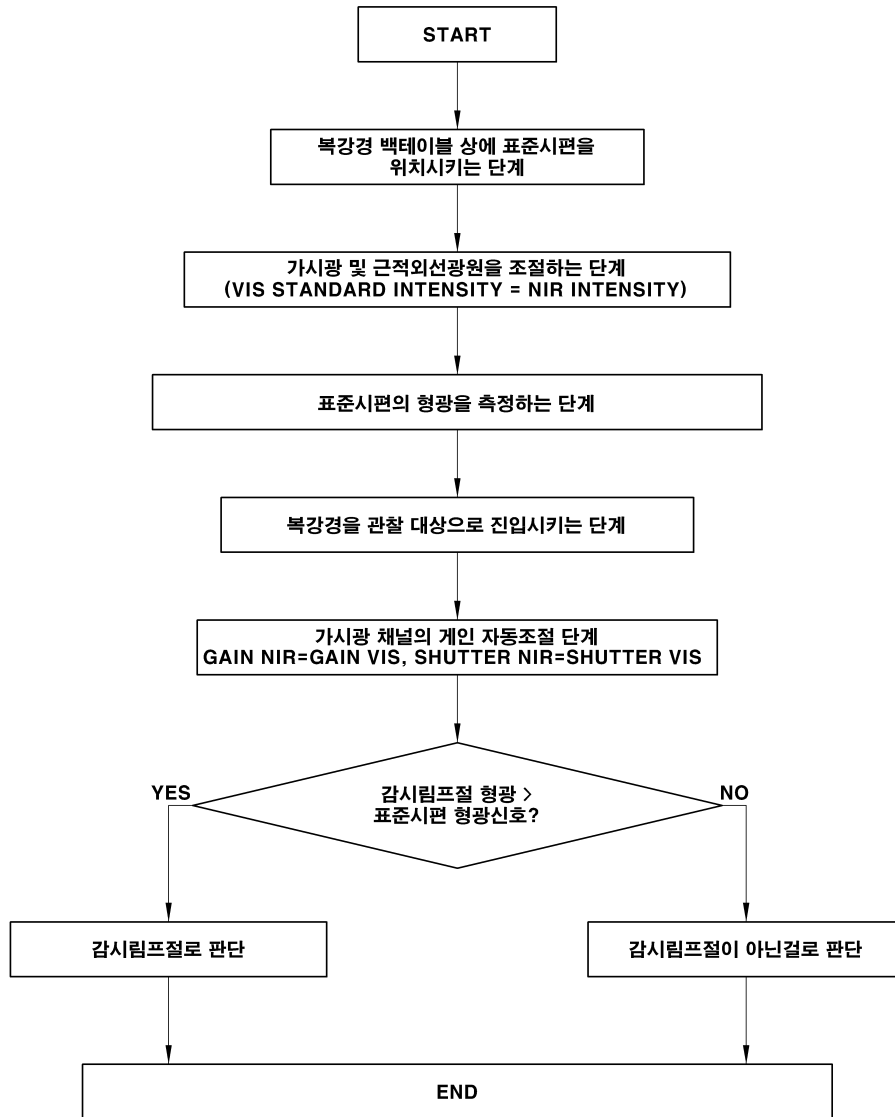 START
복강경 백테이블 상에 표준시편을
위치시키는 단계
가시광 및 근적외선광원을 조절하는 단계
(VIS STANDARD INTENSITY = NIR INTENSITY)
표준시편의 형광을 측정하는 단계
복강경을 관찰 대상으로 진입시키는 단계
가시광 채널의 게인 자동조절 단계
GAIN NIR=GAIN VIS, SHUTTER NIR=SHUTTER VIS
감시림프절 형광 >
표준시편 형광신호?
YES
NO
감시림프절로 판단
감시림프절이 아닌걸로 판단
END